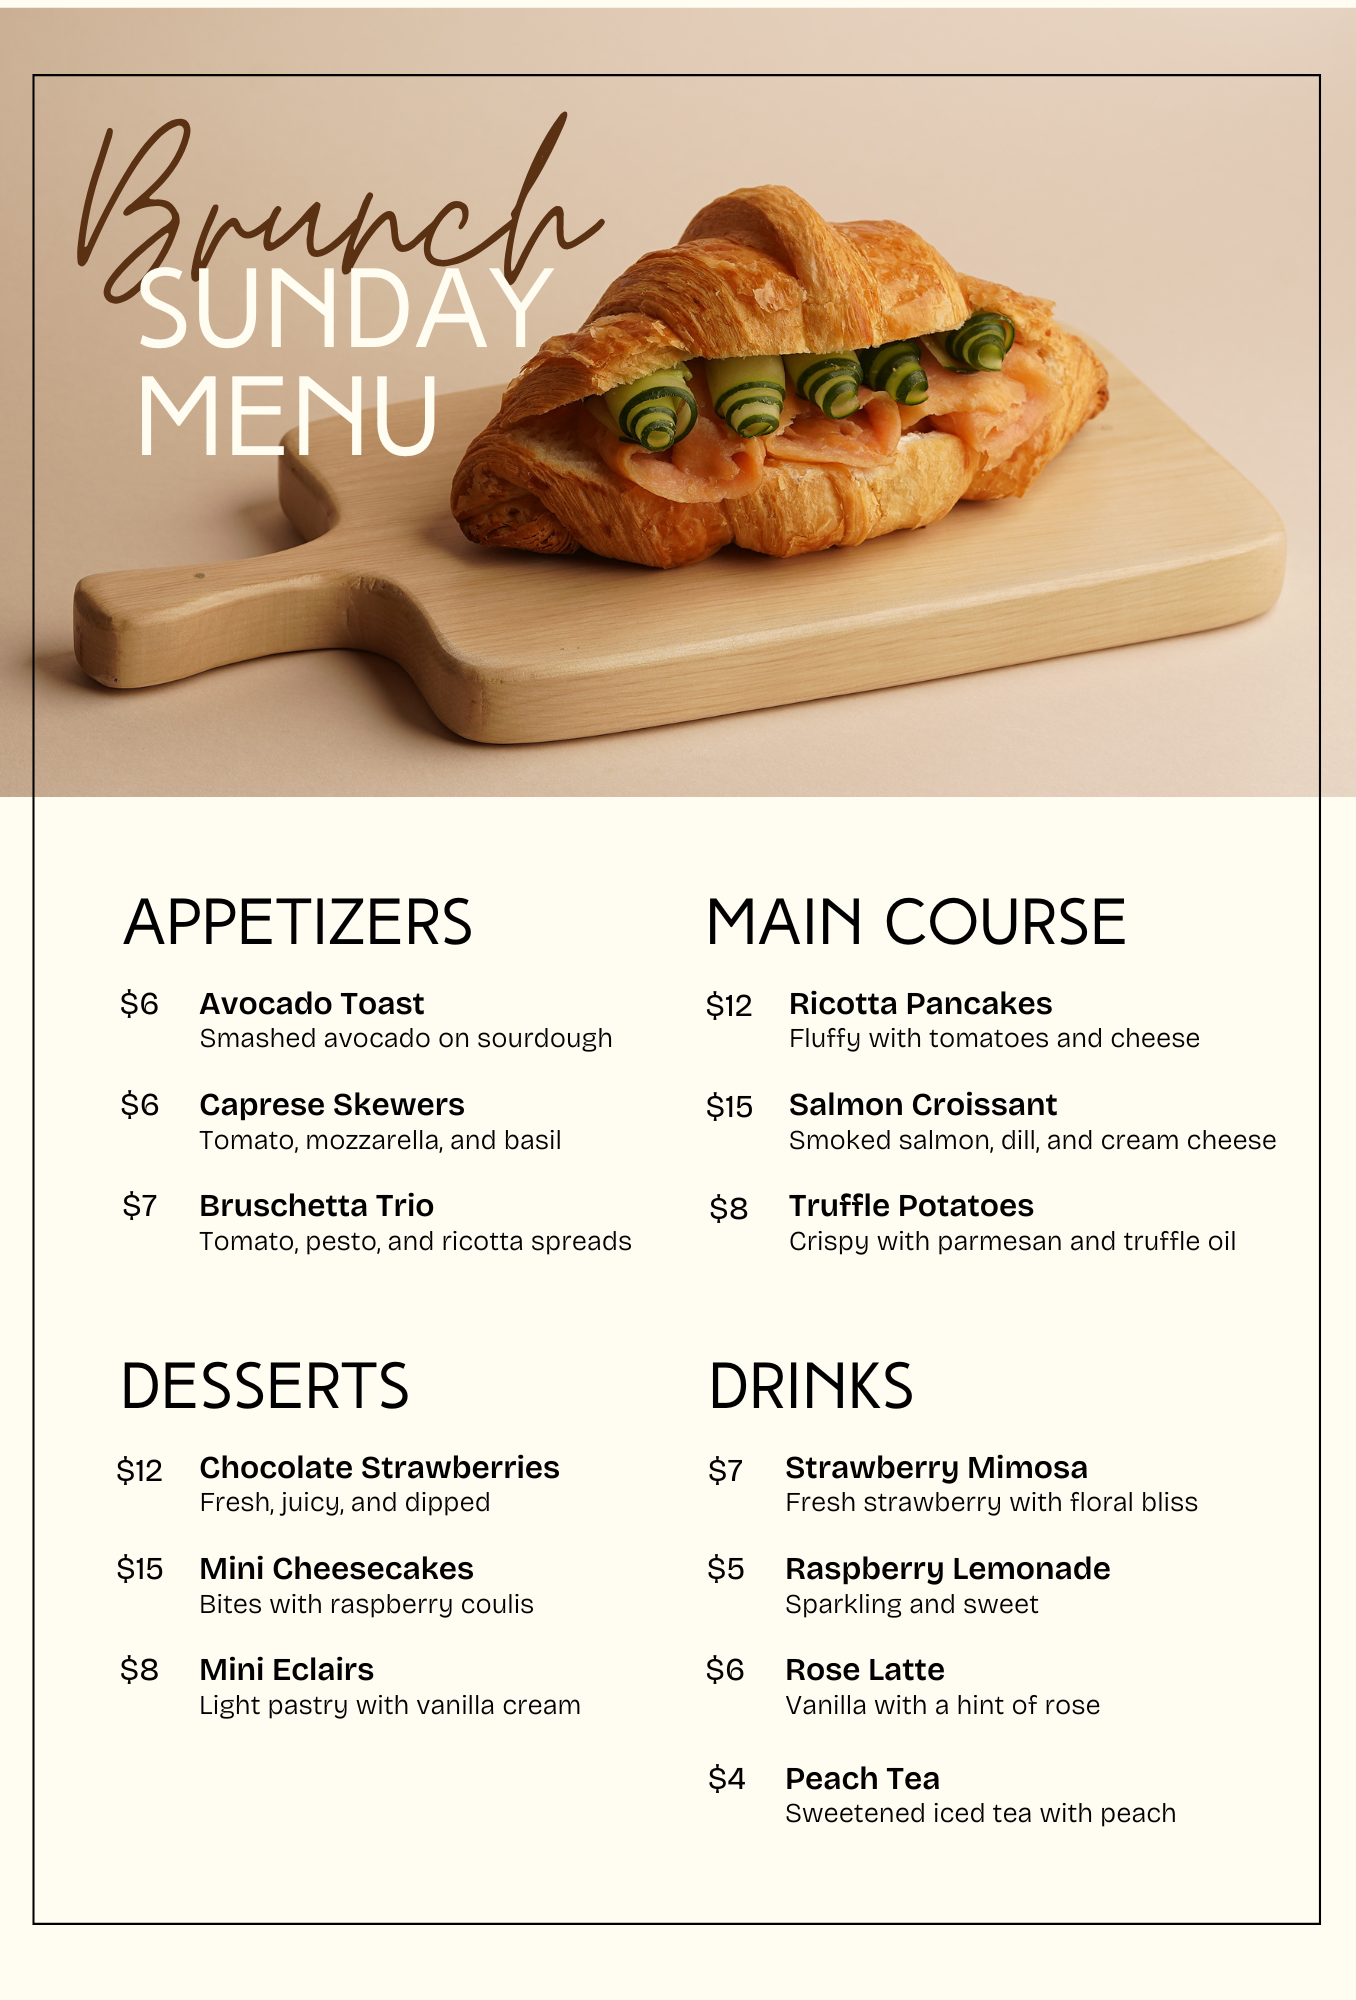 Brunch
SUNDAY
MENU
APPETIZERS
$6 Avocado Toast
Smashed avocado on sourdough
$6 Caprese Skewers
Tomato, mozzarella, and basil
$7 Bruschetta Trio
Tomato, pesto, and ricotta spreads
MAIN COURSE
$12 Ricotta Pancakes
Fluffy with tomatoes and cheese
$15 Salmon Croissant
Smoked salmon, dill, and cream cheese
$8 Truffle Potatoes
Crispy with parmesan and truffle oil
DESSERTS
$12 Chocolate Strawberries
Fresh, juicy, and dipped
$15 Mini Cheesecakes
Bites with raspberry coulis
$8 Mini Eclairs
Light pastry with vanilla cream
DRINKS
$7 Strawberry Mimosa
Fresh strawberry with floral bliss
$5 Raspberry Lemonade
Sparkling and sweet
$6 Rose Latte
Vanilla with a hint of rose
$4 Peach Tea
Sweetened iced tea with peach